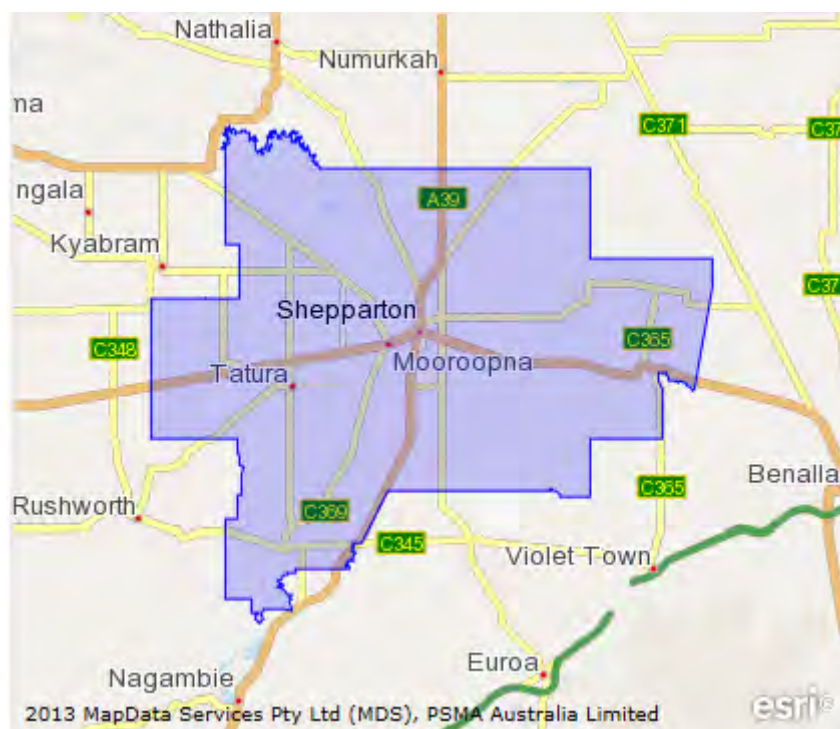 Nathalia
Numurkah
ma
C371
C37
ngala
A39
Kyabram
Shepparton
C37
C348
C365
Mooroopna
Tatura
Benalla
C365
Rushworth
C369
C345
Violet Town
Euroa
Nagambie
2013 MapData Services Pty Ltd (MDS), PSMA Australia Limited
esri